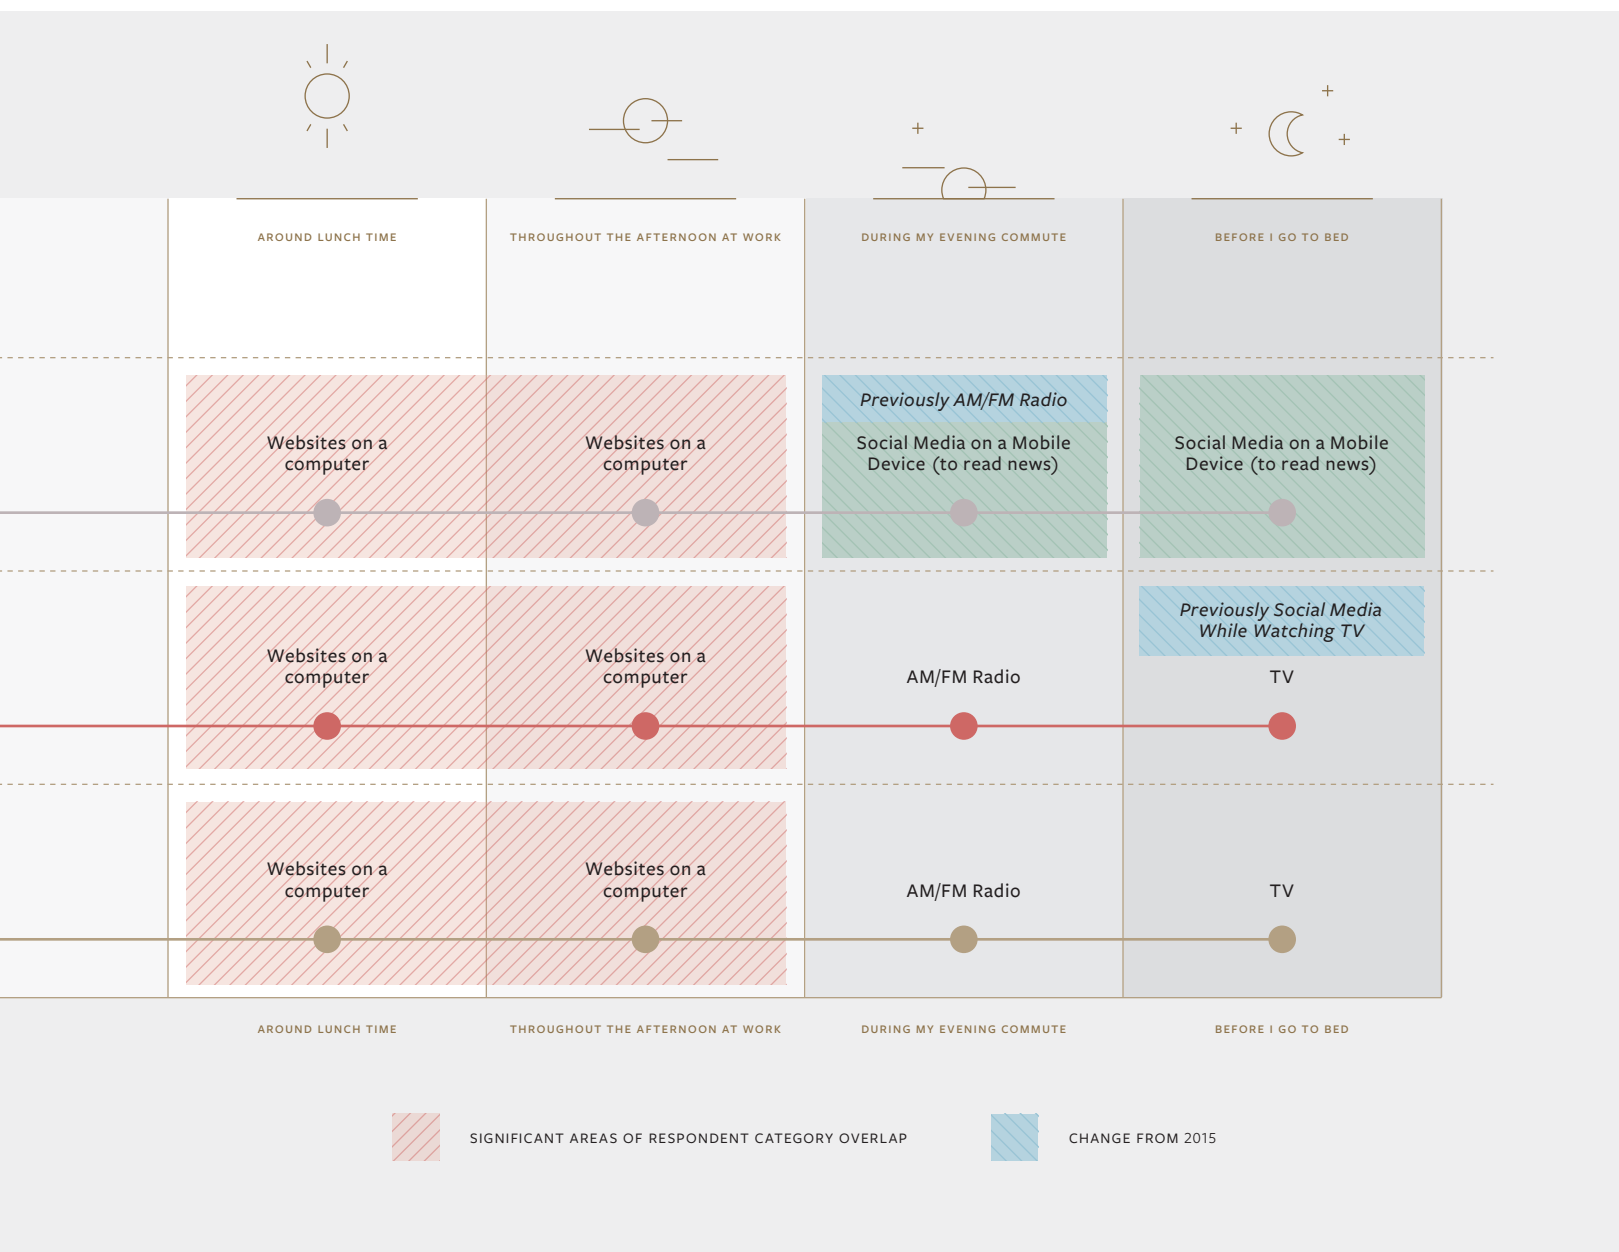 AROUND LUNCH TIME
THROUGHOUT THE AFTERNOON AT WORK
DURING MY EVENING COMMUTE
BEFORE I GO TO BED
Websites on a
computer
Websites on a
computer
Previously AM/FM Radio
Social Media on a Mobile
Device (to read news)
Social Media on a Mobile
Device (to read news)
Websites on a
computer
Websites on a
computer
AM/FM Radio
Previously Social Media
While Watching TV
TV
Websites on a
computer
Websites on a
computer
AM/FM Radio
TV
AROUND LUNCH TIME
THROUGHOUT THE AFTERNOON AT WORK
DURING MY EVENING COMMUTE
BEFORE I GO TO BED
SIGNIFICANT AREAS OF RESPONDENT CATEGORY OVERLAP
CHANGE FROM 2015